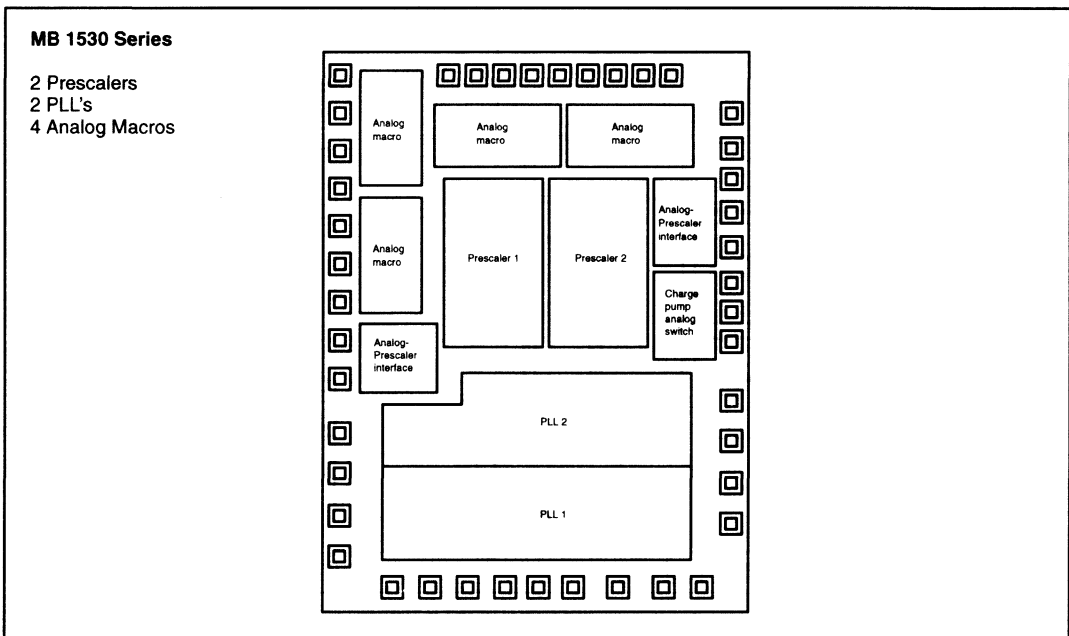 MB 1530 Series
2 Prescalers
2 PLL's
4 Analog Macros
Analog
macro
Analog
macro
Analog
macro
Analog
macro
Prescaler 1
Prescaler 2
Analog-
Prescaler
interface
Charge
pump
analog
switch
Analog-
Prescaler
interface
PLL 2
PLL 1